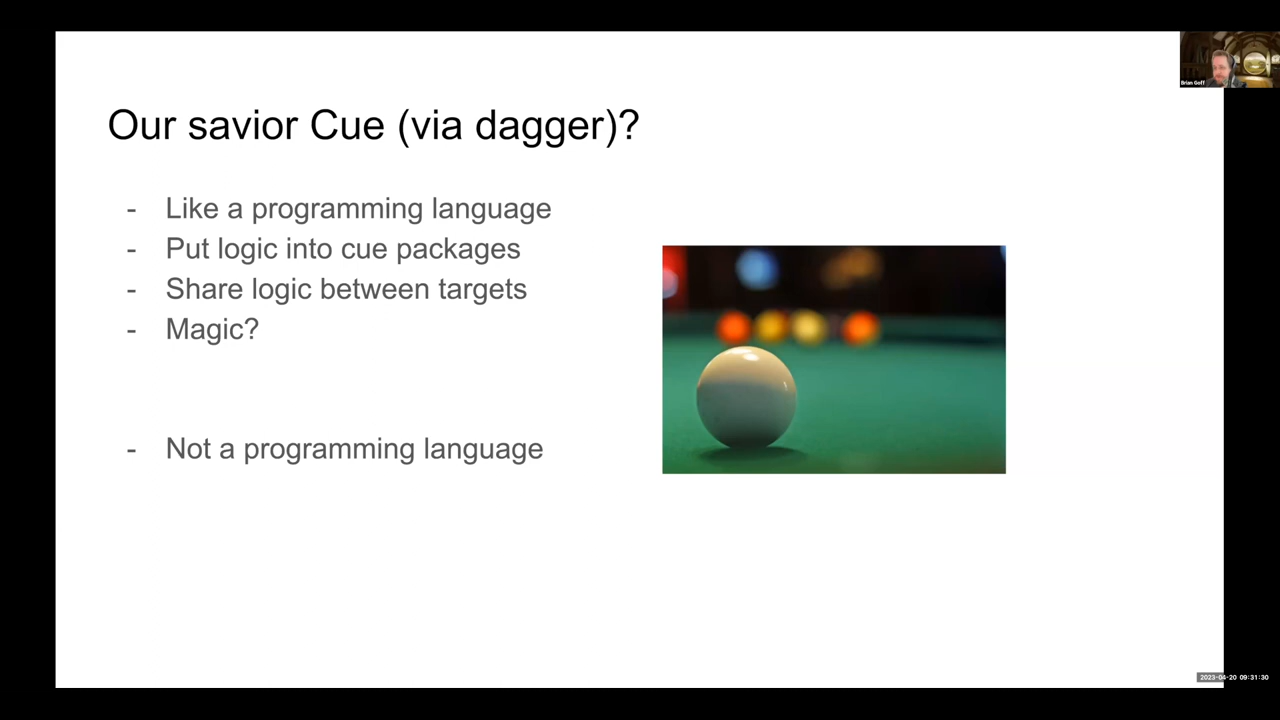 Brian Goff
Our savior Cue (via dagger)?
- Like a programming language
- Put logic into cue packages
- Share logic between targets
- Magic?
- Not a programming language
2023-04-20 09:31:30